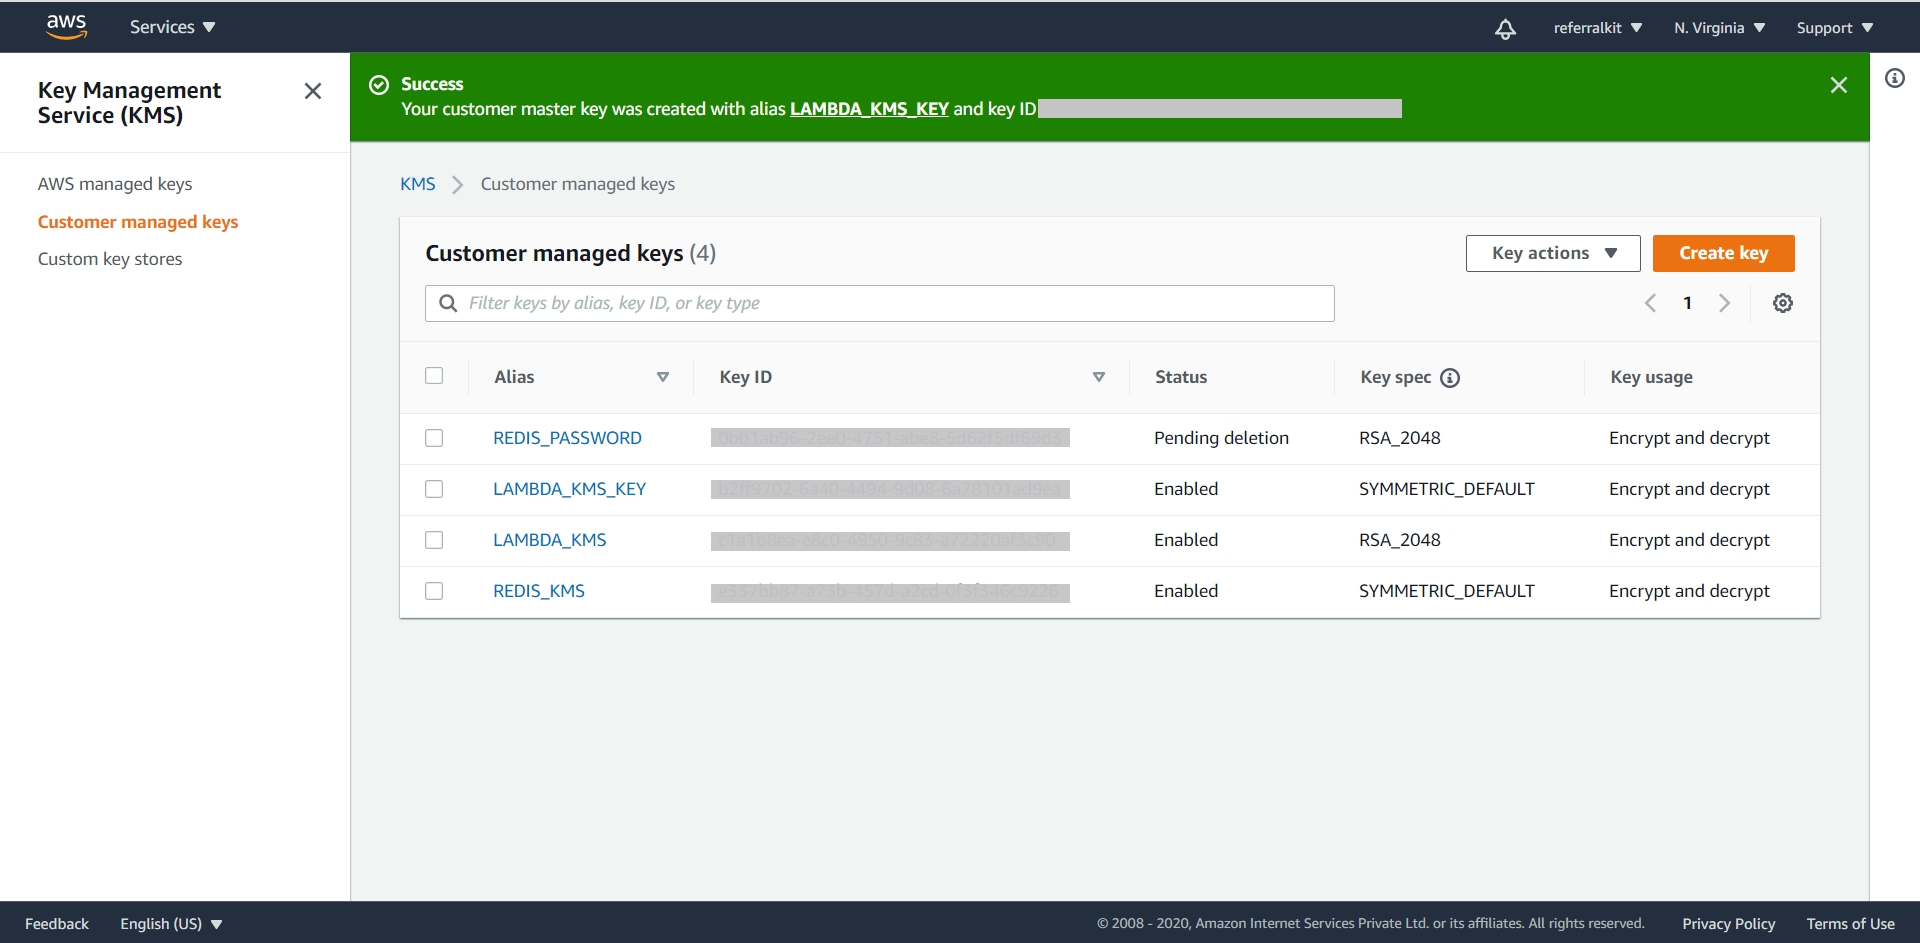 aws Services referralkit N. Virginia Support
Key Management
Service (KMS)
AWS managed keys
Customer managed keys
Custom key stores
Success
Your customer master key was created with alias LAMBDA_KMS_KEY and key ID
KMS Customer managed keys
Customer managed keys (4)
Key actions Create key
Filter keys by alias, key ID, or key type 1
Alias Key ID Status Key spec Key usage
REDIS_PASSWORD Pending deletion RSA_2048 Encrypt and decrypt
LAMBDA_KMS_KEY Enabled SYMMETRIC_DEFAULT Encrypt and decrypt
LAMBDA_KMS Enabled RSA_2048 Encrypt and decrypt
REDIS_KMS Enabled SYMMETRIC_DEFAULT Encrypt and decrypt
Feedback English (US) © 2008 - 2020, Amazon Internet Services Private Ltd. or its affiliates. All rights reserved. Privacy Policy Terms of Use